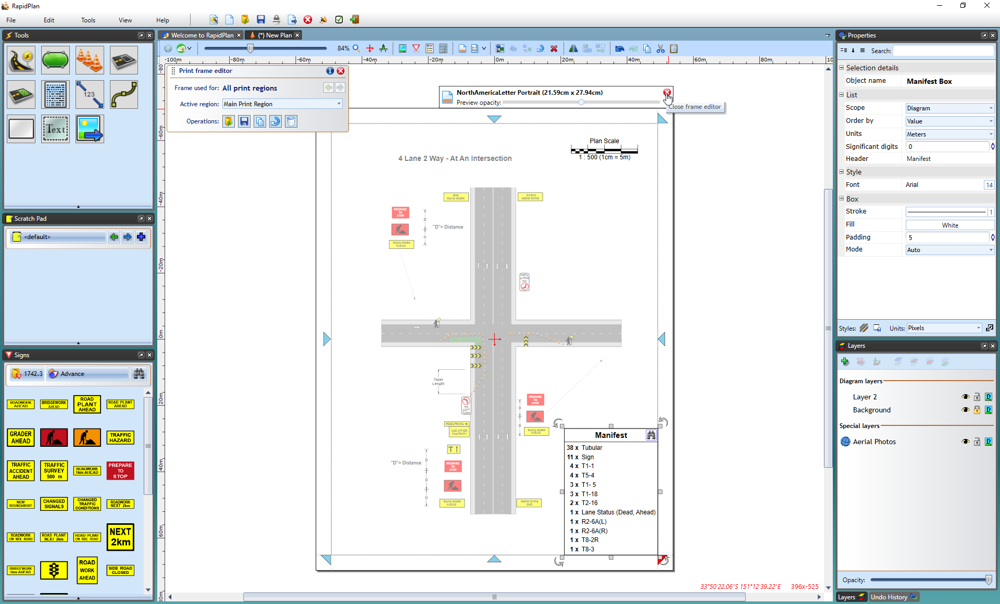 RapidPlan
File Edit Tools View Help
Tools
Welcome to RapidPlan (*) New Plan
84%
-100m -80m -60m -40m -20m 0m 20m 40m 60m 80m 10
Print frame editor
Frame used for: All print regions
Active region: Main Print Region
Operations:
123
Text
NorthAmericaLetter Portrait (21.59cm x 27.94cm)
Preview opacity:
Close frame editor
Plan Scale
1 : 500 (1cm = 5m)
4 Lane 2 Way - At An Intersection
END
ROAD WORK
ROAD WORK
AHEAD
PREPARE
TO
STOP
D
D
"D"= Distance
ROAD WORK
AHEAD
NO
RIGHT
TURN
Taper
Length
NO
LEFT
TURN
PEDESTRIANS
USE OTHER
FOOTPATH
PREPARE
TO
STOP
D
D
ROAD WORK
AHEAD
T
"D"= Distance
PREPARE
TO
STOP
D
D
D
ROAD WORK
AHEAD
END
ROAD WORK
Manifest
38 x Tubular
11 x Sign
4 x T1-1
4 x T5-4
3 x T1- 5
3 x T1-18
2 x T2-16
1 x Lane Status (Dead, Ahead)
1 x R2-6A(L)
1 x R2-6A(R)
1 x T8-2R
1 x T8-3
33°50'22.06"S 151°12'39.22"E 396x-525
Scratch Pad
<default>
Signs
1742.3 Advance
ROADWORK
AHEAD
BRIDGEWORK
AHEAD
ROAD
PLANT
AHEAD
ROAD PLANT
AHEAD
GRADER
AHEAD
TRAFFIC
HAZARD
TRAFFIC
ACCIDENT
AHEAD
TRAFFIC
SURVEY
500 m
ROADWORK
1km AHEAD
PREPARE
TO
STOP
NEW
ROUNDABOUT
CHANGED
SIGNALS
CHANGED
TRAFFIC
CONDITIONS
ROADWORK
NEXT 2km
ROADWORK
ON SIDE ROAD
ROAD PLANT
NEXT 2km
ROAD PLANT
ON SIDE ROAD
NEXT
2km
BRIDGEWORK
1km AHEAD
ROAD
WORK
AHEAD
SIDE ROAD
CLOSED
Properties
Search:
Selection details
Object name Manifest Box
List
Scope Diagram
Order by Value
Units Meters
Significant digits 0
Header Manifest
Style
Font Arial 14
Box
Stroke 1
Fill White
Padding 5
Mode Auto
Styles: Units: Pixels
Layers
Diagram layers
Layer 2
Background
Special layers
Aerial Photos
Opacity:
Layers Undo History